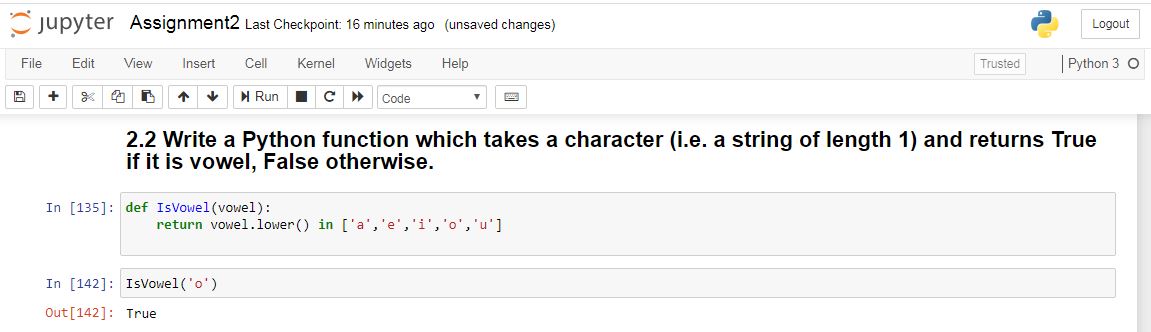 jupyter Assignment2 Last Checkpoint: 16 minutes ago (unsaved changes) Logout
File Edit View Insert Cell Kernel Widgets Help Trusted Python 3
Run Code
2.2 Write a Python function which takes a character (i.e. a string of length 1) and returns True
if it is vowel, False otherwise.
In [135]: def IsVowel(vowel):
return vowel.lower() in ['a','e','i','o','u']
In [142]: IsVowel('o')
Out[142]: True